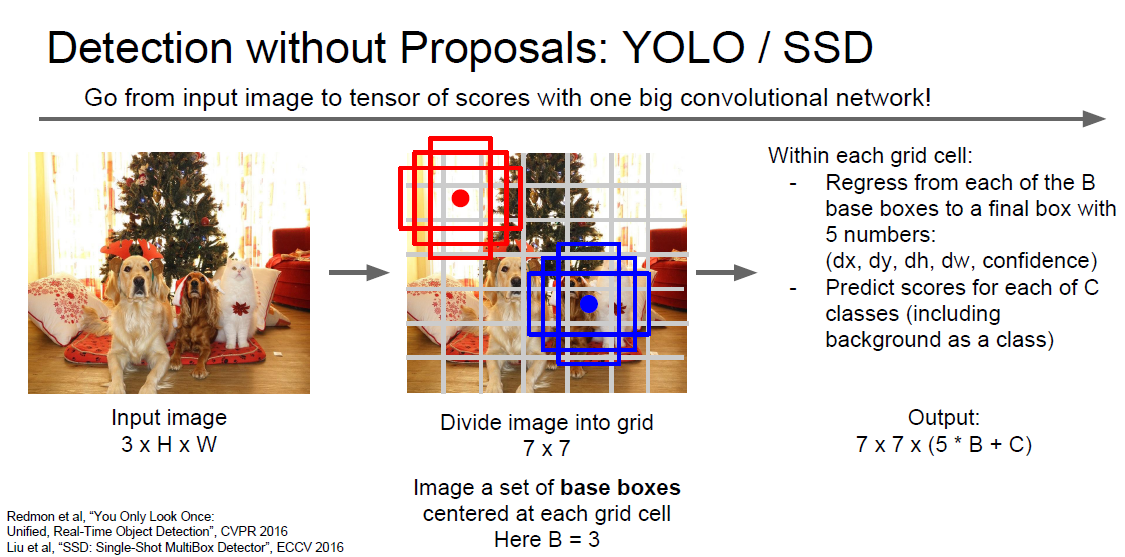 Detection without Proposals: YOLO / SSD
Go from input image to tensor of scores with one big convolutional network!
Input image
3 x H x W
Divide image into grid
7 x 7
Image a set of base boxes
centered at each grid cell
Here B = 3
Within each grid cell:
- Regress from each of the B
base boxes to a final box with
5 numbers:
(dx, dy, dh, dw, confidence)
- Predict scores for each of C
classes (including
background as a class)
Output:
7 x 7 x (5 * B + C)
Redmon et al, “You Only Look Once:
Unified, Real-Time Object Detection”, CVPR 2016
Liu et al, “SSD: Single-Shot MultiBox Detector”, ECCV 2016